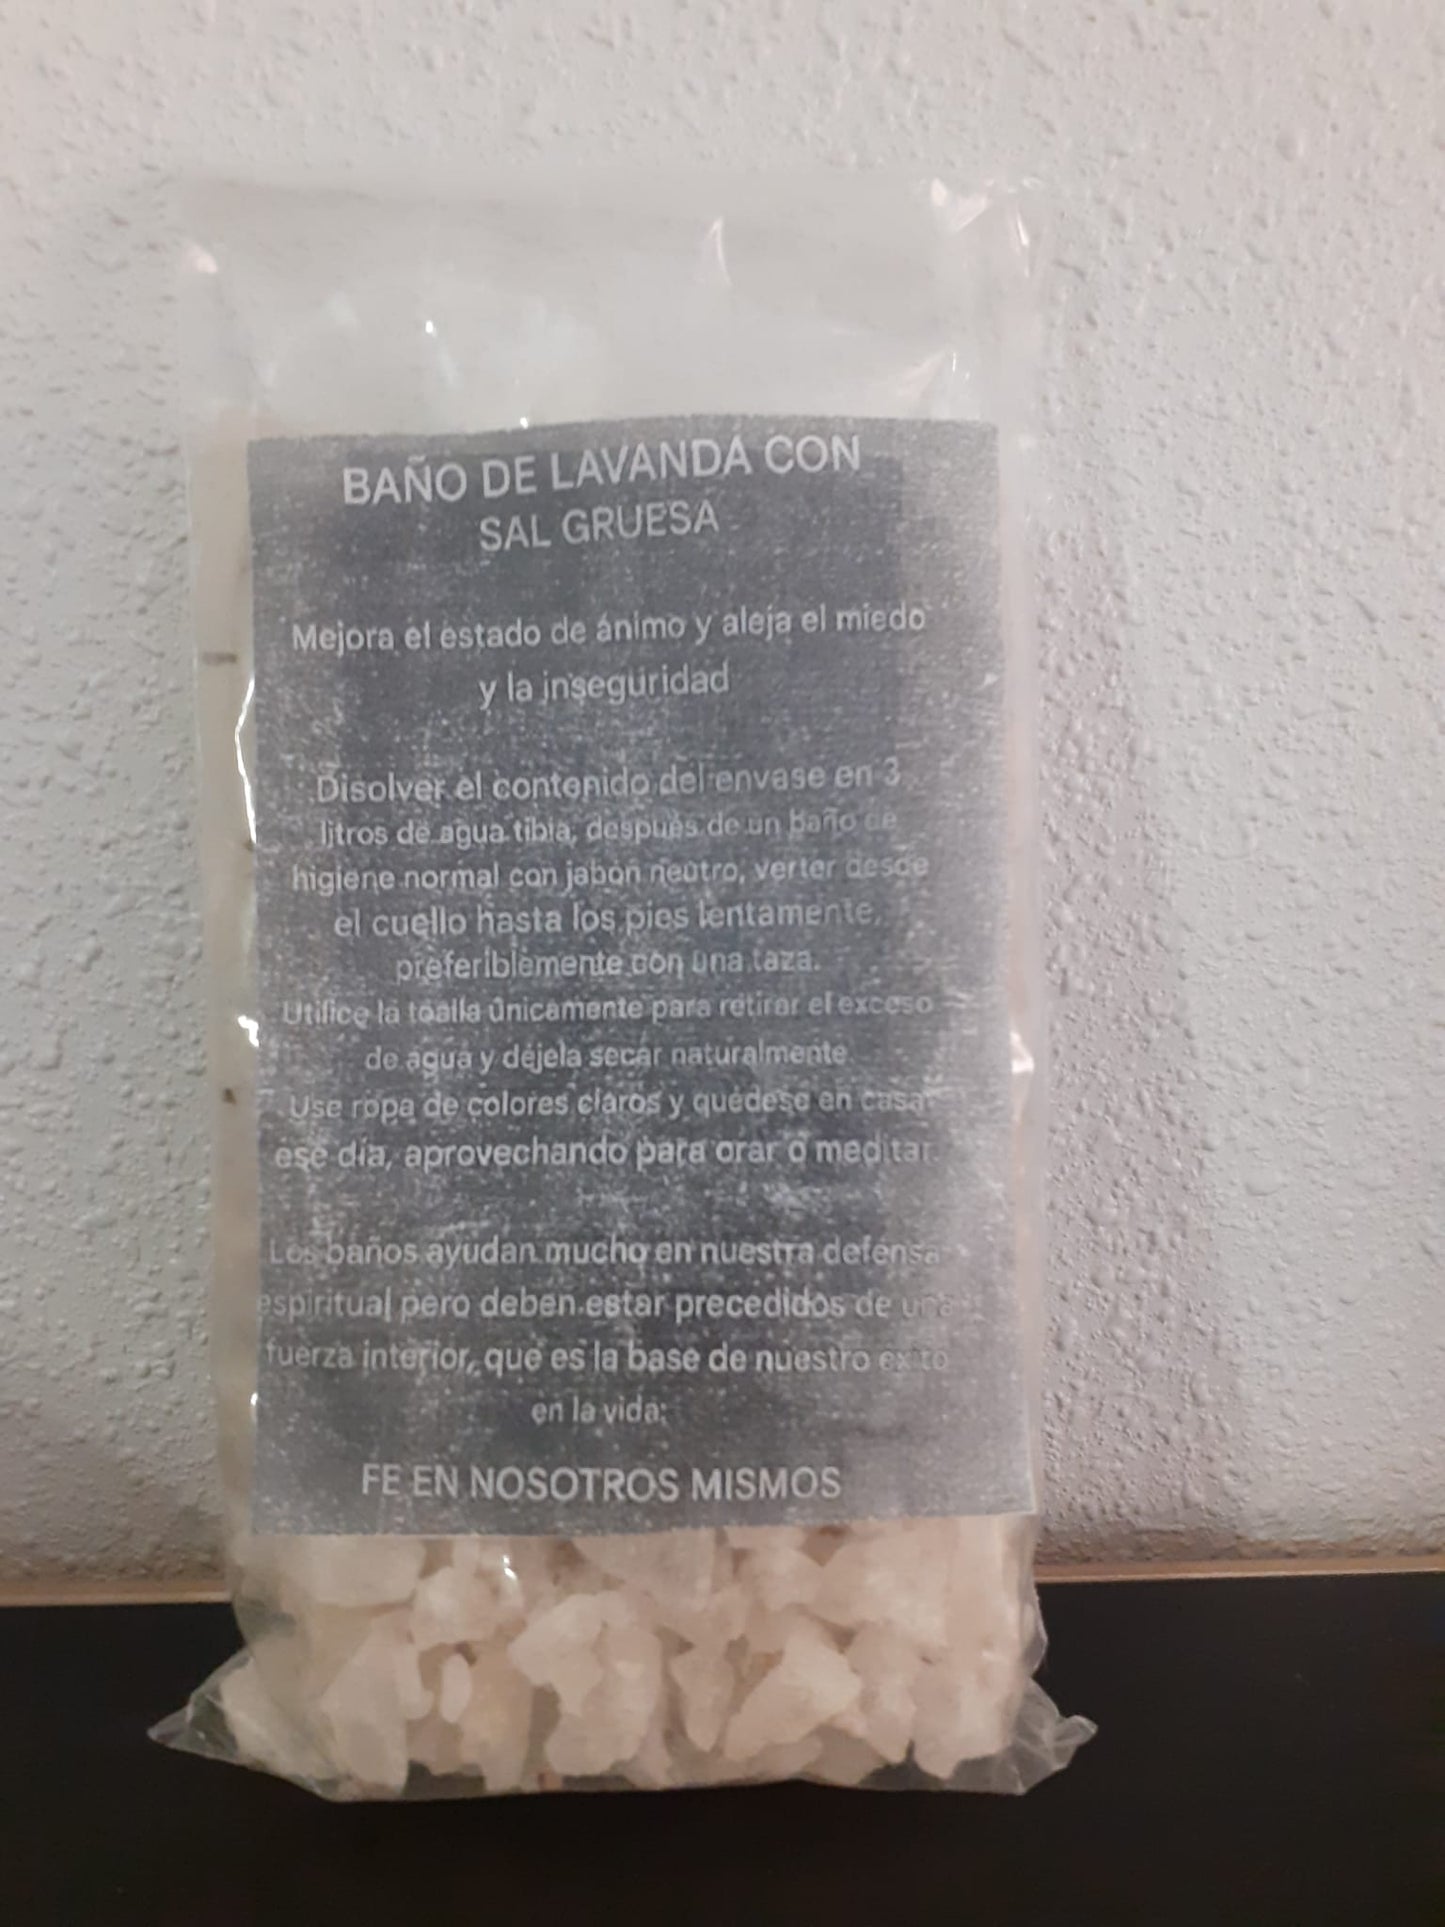 BAÑO DE LAVANDA CON
SAL GRUESA
Mejora el estado de ánimo y aleja el miedo
y la inseguridad
Disolver el contenido del envase en 3
litros de agua tibia, después de un baño de
higiene normal con jabón neutro, verter desde
el cuello hasta los pies lentamente,
preferiblemente con una taza.
Utilice la toalla únicamente para retirar el exceso
de agua y déjela secar naturalmente
Use ropa de colores claros y quédese en casa
ese día, aprovechando para orar o meditar.
Los baños ayudan mucho en nuestra defensa
espiritual pero deben estar precedidos de una
fuerza interior, que es la base de nuestro éxito
en la vida:
FE EN NOSOTROS MISMOS